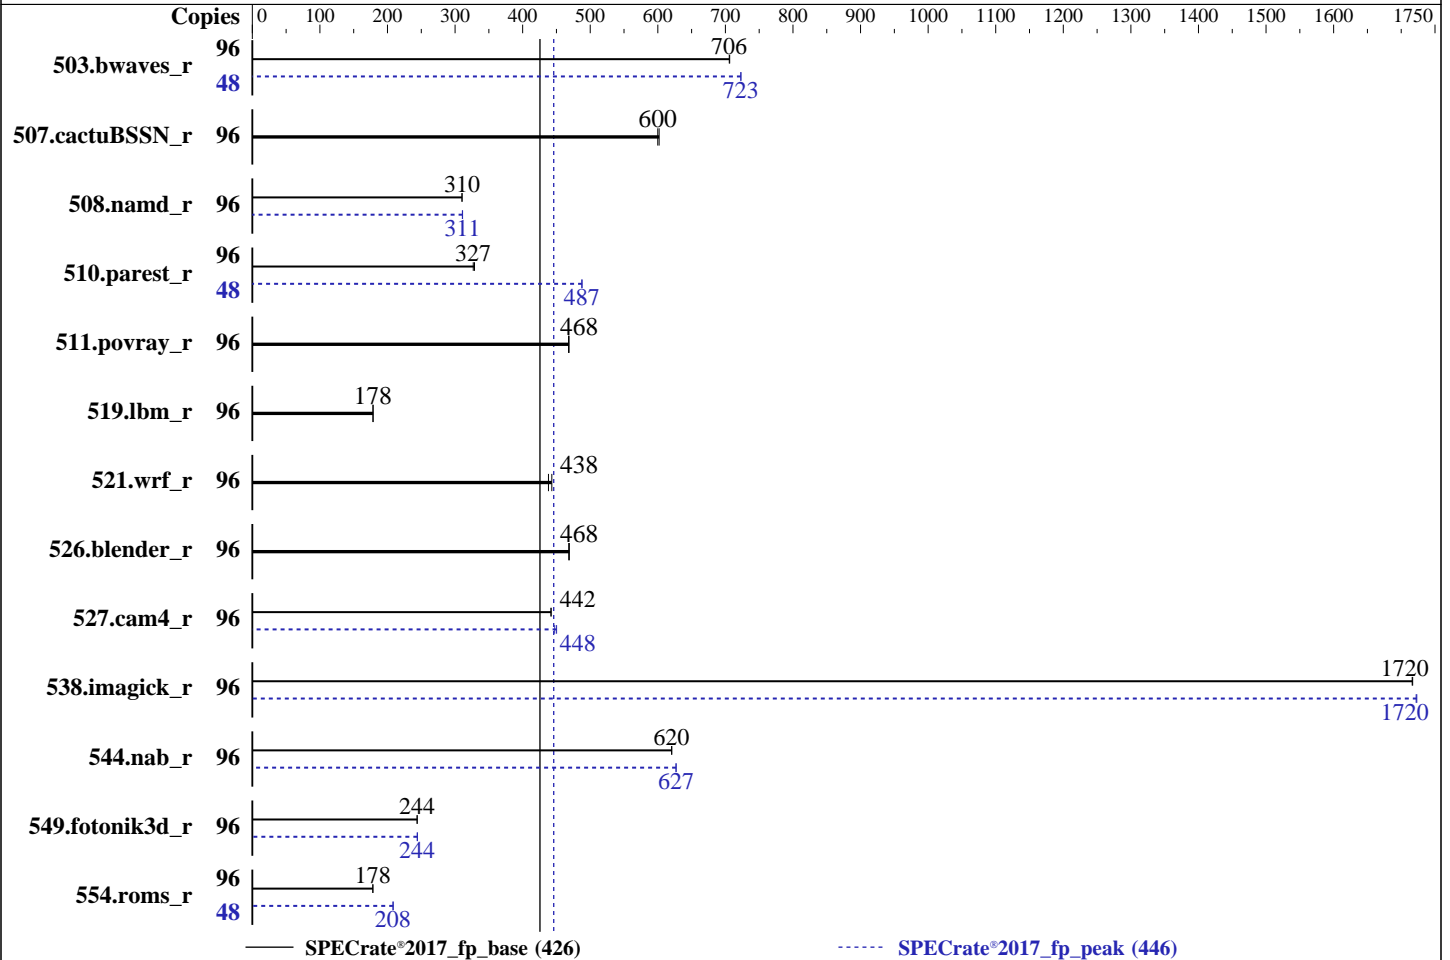 Copies 0 100 200 300 400 500 600 700 800 900 1000 1100 1200 1300 1400 1500 1600 1750
503.bwaves_r 96 706
48 723
507.cactuBSSN_r 96 600
508.namd_r 96 310
311
510.parest_r 96 327
48 487
511.povray_r 96 468
519.lbm_r 96 178
521.wrf_r 96 438
526.blender_r 96 468
527.cam4_r 96 442
448
538.imagick_r 96 1720
1720
544.nab_r 96 620
627
549.fotonik3d_r 96 244
244
554.roms_r 96 178
48 208
SPECrate®2017_fp_base (426) SPECrate®2017_fp_peak (446)